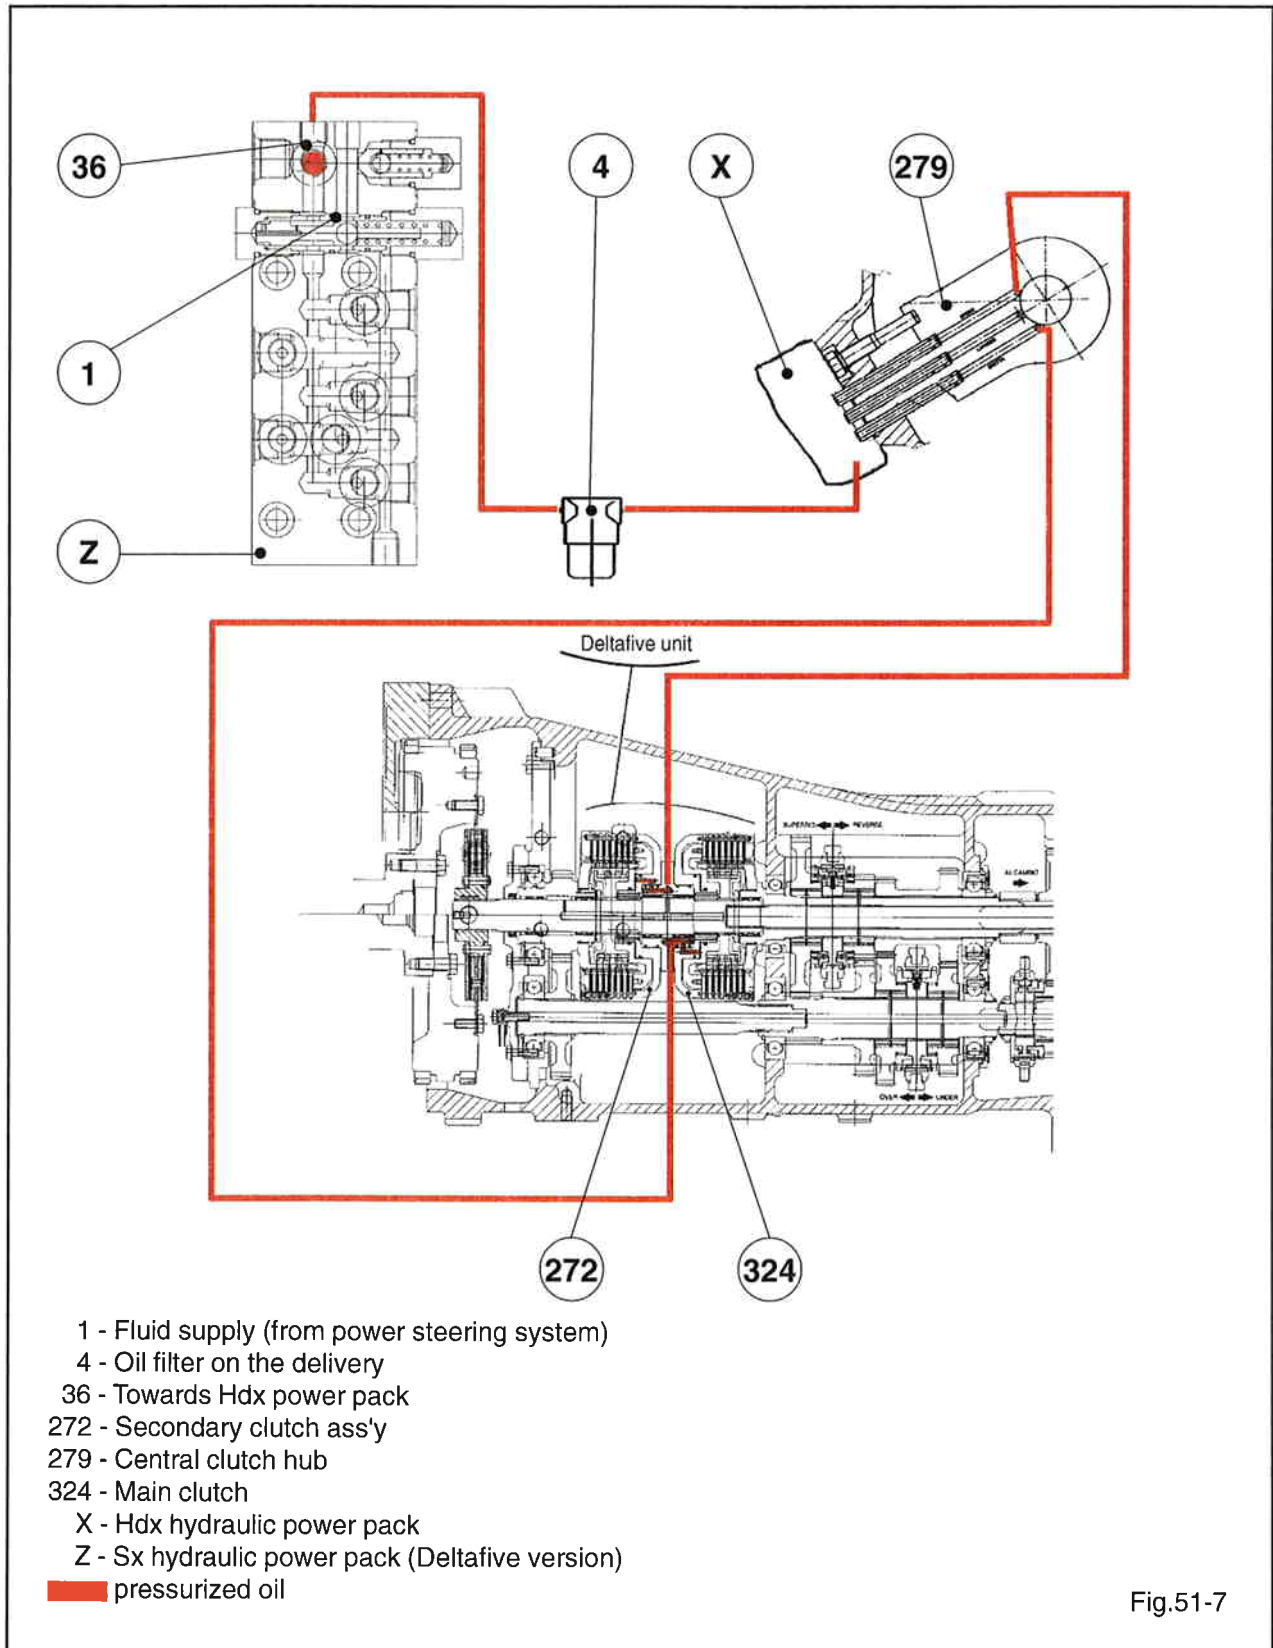 36
4
X
279
1
Z
Deltafive unit
REVERSE
OVER
UNDER
272
324
1 - Fluid supply (from power steering system)
4 - Oil filter on the delivery
36 - Towards Hdx power pack
272 - Secondary clutch ass'y
279 - Central clutch hub
324 - Main clutch
X - Hdx hydraulic power pack
Z - Sx hydraulic power pack (Deltafive version)
pressurized oil
Fig.51-7